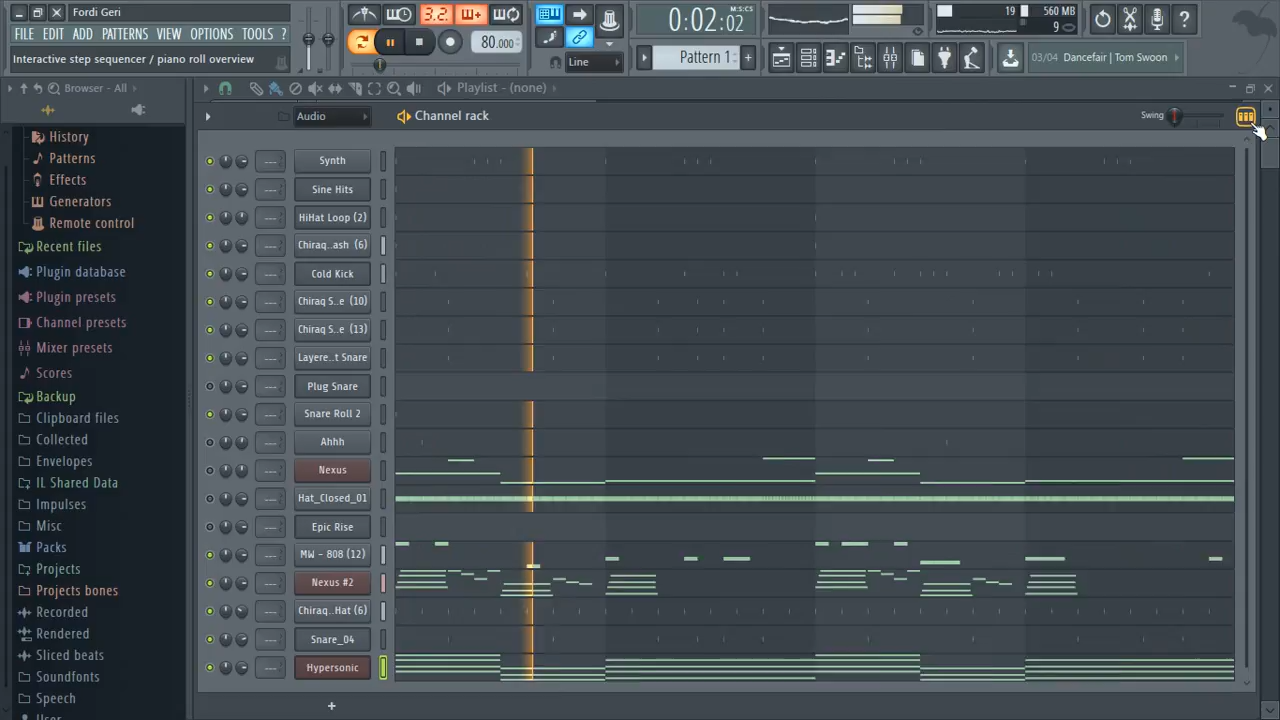 Fordi Geri
FILE EDIT ADD PATTERNS VIEW OPTIONS TOOLS ?
Interactive step sequencer / piano roll overview
3.2
80.000
Line
0:02:02
M:S:CS
Pattern 1
19
560 MB
9
03/04 Dancefair | Tom Swoon
Browser - All
Playlist - (none)
Audio
Channel rack
Swing
History
Patterns
Effects
Generators
Remote control
Recent files
Plugin database
Plugin presets
Channel presets
Mixer presets
Scores
Backup
Clipboard files
Collected
Envelopes
IL Shared Data
Impulses
Misc
Packs
Projects
Projects bones
Recorded
Rendered
Sliced beats
Soundfonts
Speech
User
Synth
Sine Hits
HiHat Loop (2)
Chiraq..ash (6)
Cold Kick
Chiraq S..e (10)
Chiraq S..e (13)
Layere..t Snare
Plug Snare
Snare Roll 2
Ahhh
Nexus
Hat_Closed_01
Epic Rise
MW - 808 (12)
Nexus #2
Chiraq..Hat (6)
Snare_04
Hypersonic
+